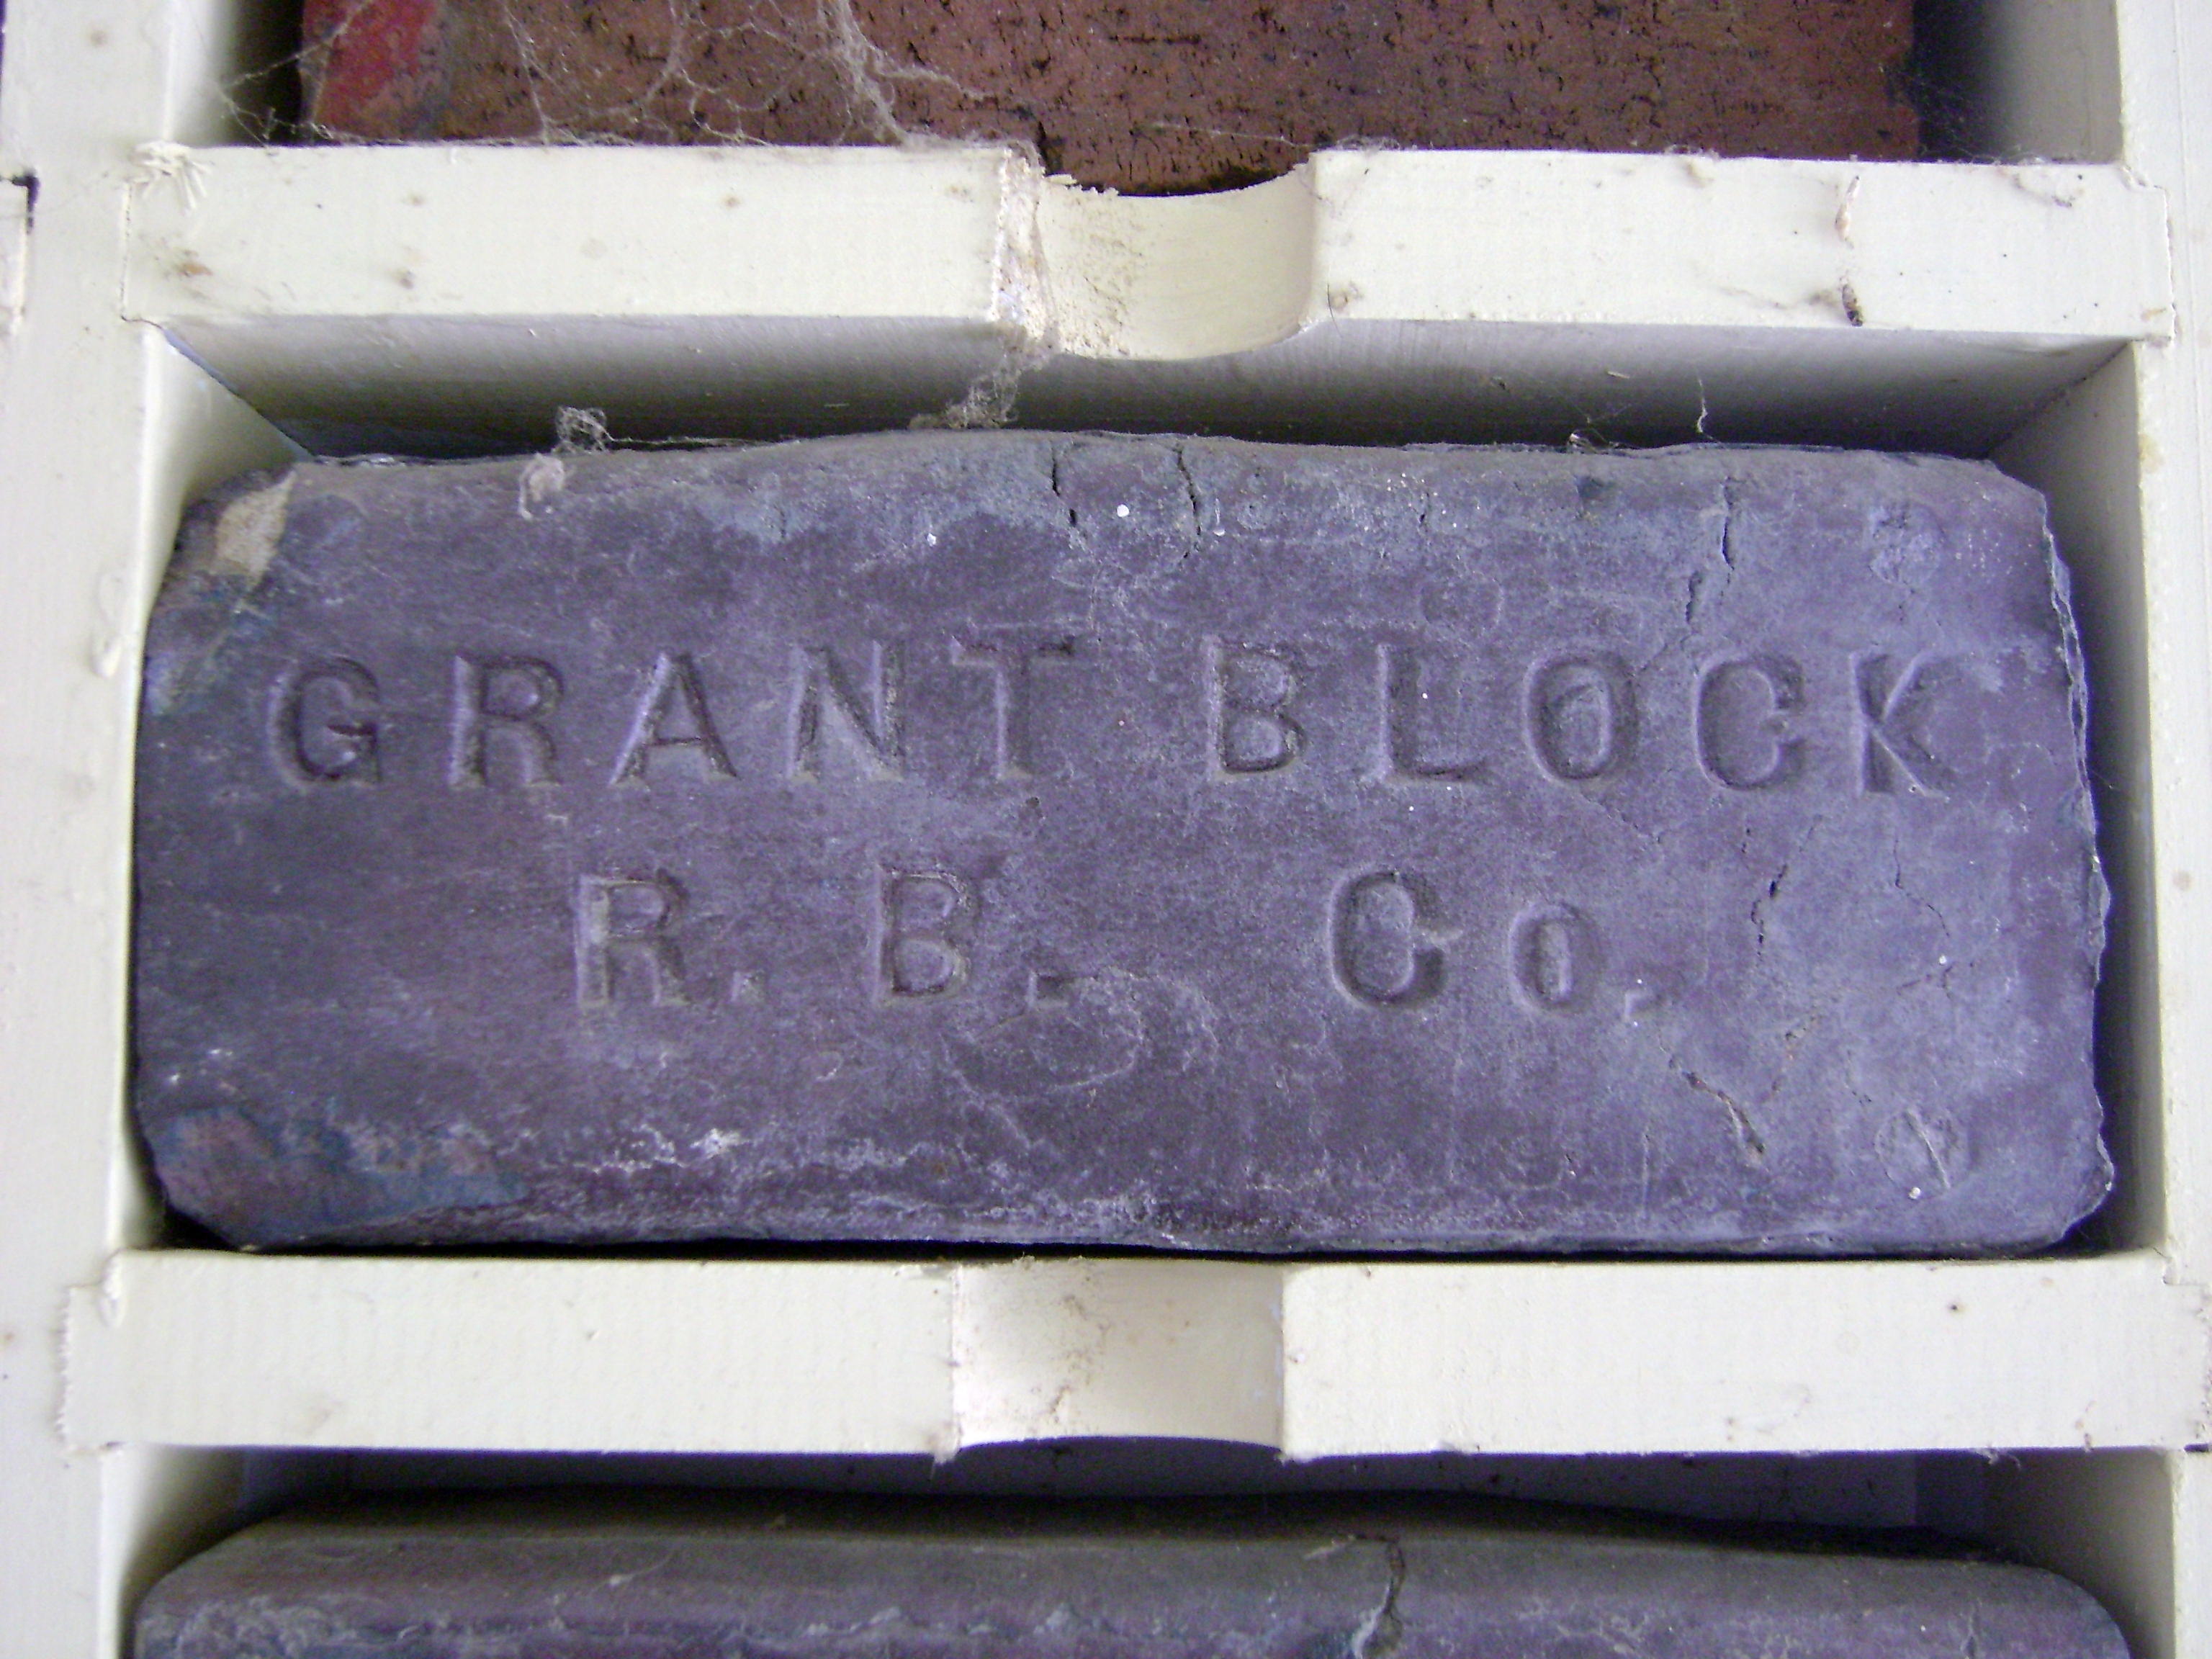 GRANT BLOCK
R. B. Co.